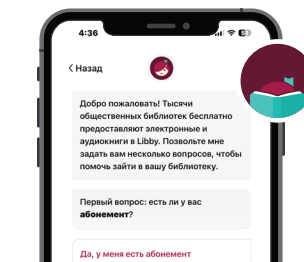 4:36
Назад
Добро пожаловать! Тысячи
общественных библиотек бесплатно
предоставляют электронные и
аудиокниги в Libby. Позвольте мне
задать вам несколько вопросов, чтобы
помочь зайти в вашу библиотеку.
Первый вопрос: есть ли у вас
абонемент?
Да, у меня есть абонемент